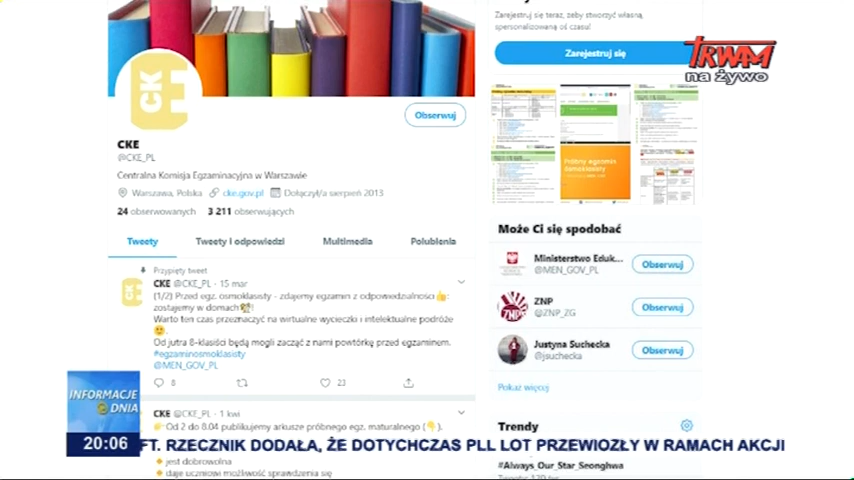 Zarejestruj się teraz, żeby stworzyć własną,
spersonalizowaną oś czasu!
Zarejestruj się
TRWAM
na żywo
CKE
Obserwuj
CKE
@CKE_PL
Centralna Komisja Egzaminacyjna w Warszawie
Warszawa, Polska cke.gov.pl Dołączył/a sierpień 2013
24 obserwowanych 3 211 obserwujących
Tweety Tweety i odpowiedzi Multimedia Polubienia
Przypięty tweet
CKE @CKE_PL · 15 mar
(1/2) Przed egz. ósmoklasisty - zdajemy egzamin z odpowiedzialności👍:
zostajemy w domach🏡
Warto ten czas przeznaczyć na wirtualne wycieczki i intelektualne podróże
🙂.
Od jutra 8-klasiści będą mogli zacząć z nami powtórkę przed egzaminem.
#egzaminosmoklasisty
@MEN_GOV_PL
8 23
CKE @CKE_PL · 1 kwi
Od 2 do 8.04 publikujemy arkusze próbnego egz. maturalnego (👇).
🔸 jest dobrowolna
🔸 daje uczniowi możliwość sprawdzenia się
Próbny egzamin
ósmoklasisty
Może Ci się spodobać
Ministerstwo Eduk...
@MEN_GOV_PL
Obserwuj
ZNP
@ZNP_ZG
Obserwuj
Justyna Suchecka
@jsuchecka
Obserwuj
Pokaż więcej
Trendy
#Always_Our_Star_Seonghwa
INFORMACJE
DNIA
20:06
FT. RZECZNIK DODAŁA, ŻE DOTYCHCZAS PLL LOT PRZEWIOZŁY W RAMACH AKCJI